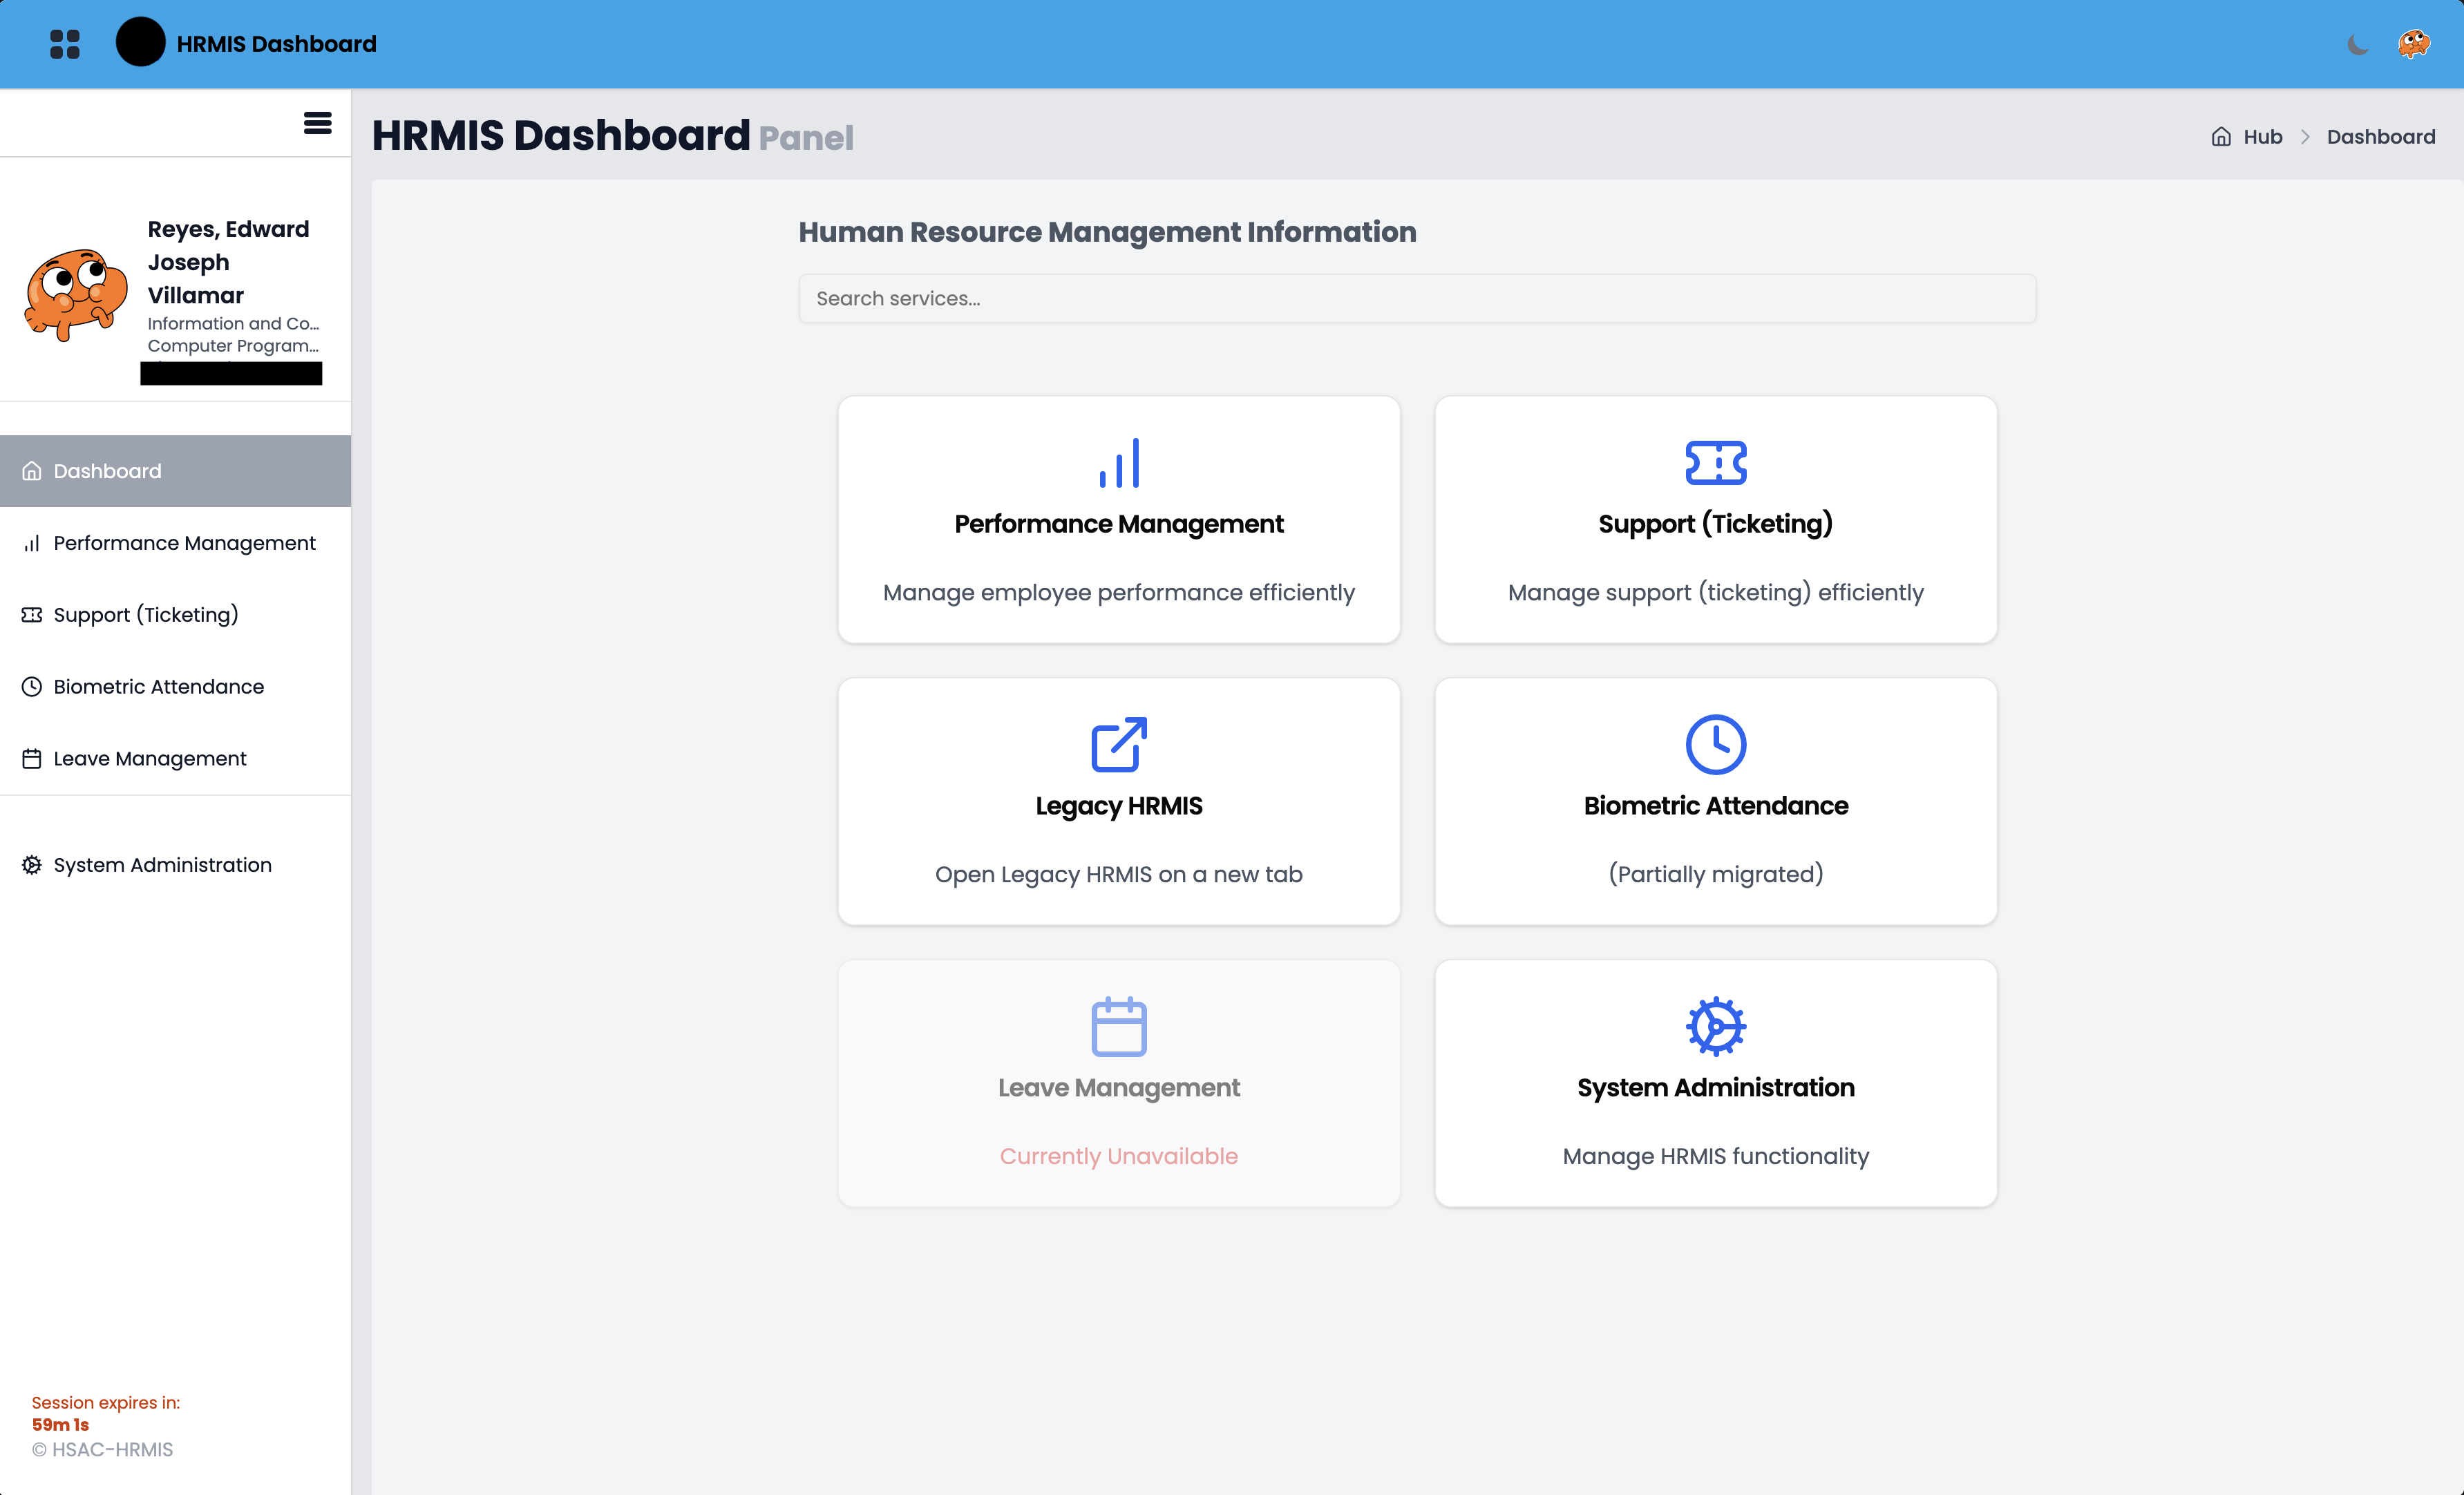 HRMIS Dashboard
HRMIS Dashboard Panel
Hub > Dashboard
Reyes, Edward
Joseph
Villamar
Information and Co...
Computer Program...
Dashboard
Performance Management
Support (Ticketing)
Biometric Attendance
Leave Management
System Administration
Session expires in:
59m 1s
© HSAC-HRMIS
Human Resource Management Information
Search services...
Performance Management
Manage employee performance efficiently
Support (Ticketing)
Manage support (ticketing) efficiently
Legacy HRMIS
Open Legacy HRMIS on a new tab
Biometric Attendance
(Partially migrated)
Leave Management
Currently Unavailable
System Administration
Manage HRMIS functionality